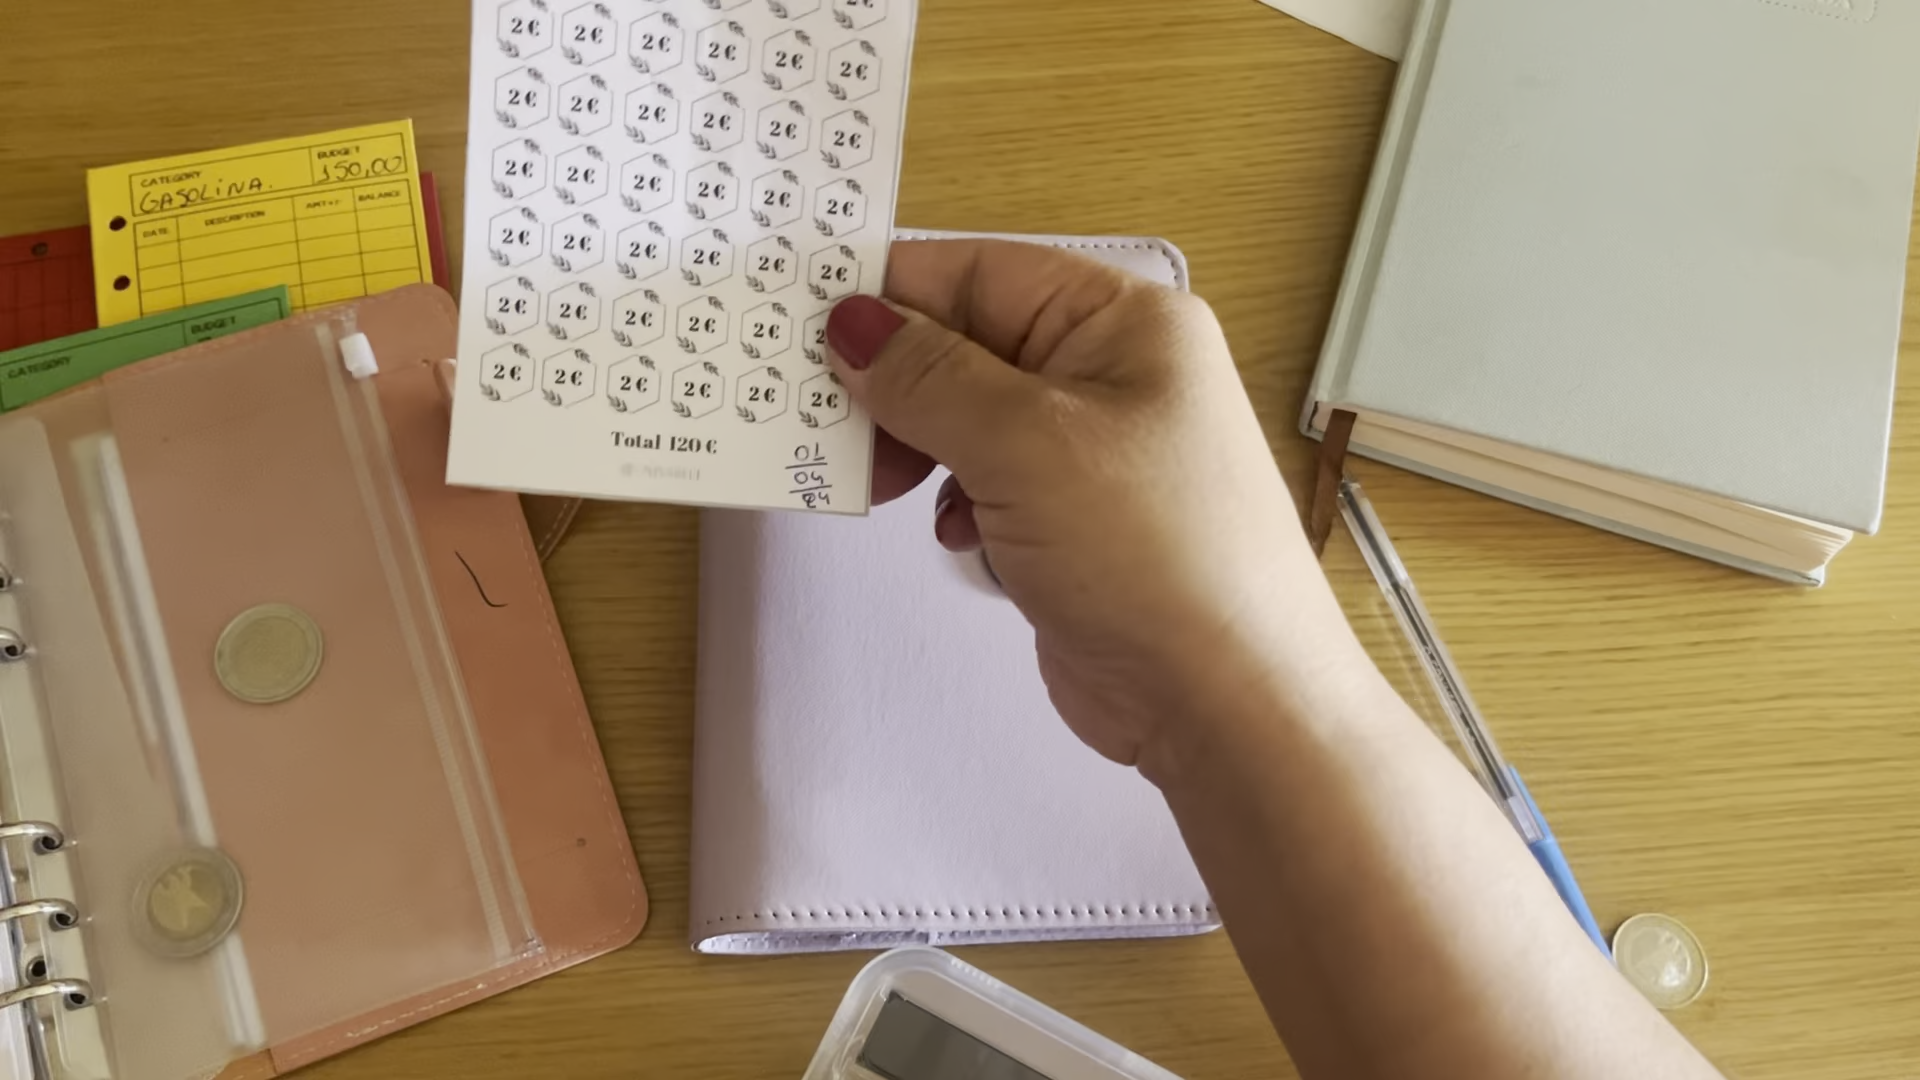 2€
2€ 2€ 2€ 2€ 2€ 2€
2€ 2€ 2€ 2€ 2€ 2€
2€ 2€ 2€ 2€ 2€ 2€
2€ 2€ 2€ 2€ 2€ 2€
2€ 2€ 2€ 2€ 2€ 2
2€ 2€ 2€ 2€ 2€ 2€
Total 120 €
01
04
24
CATEGORY BUDGET
GASOLINA. 150,00
DATE DESCRIPTION AMT +/- BALANCE
CATEGORY BUDGET